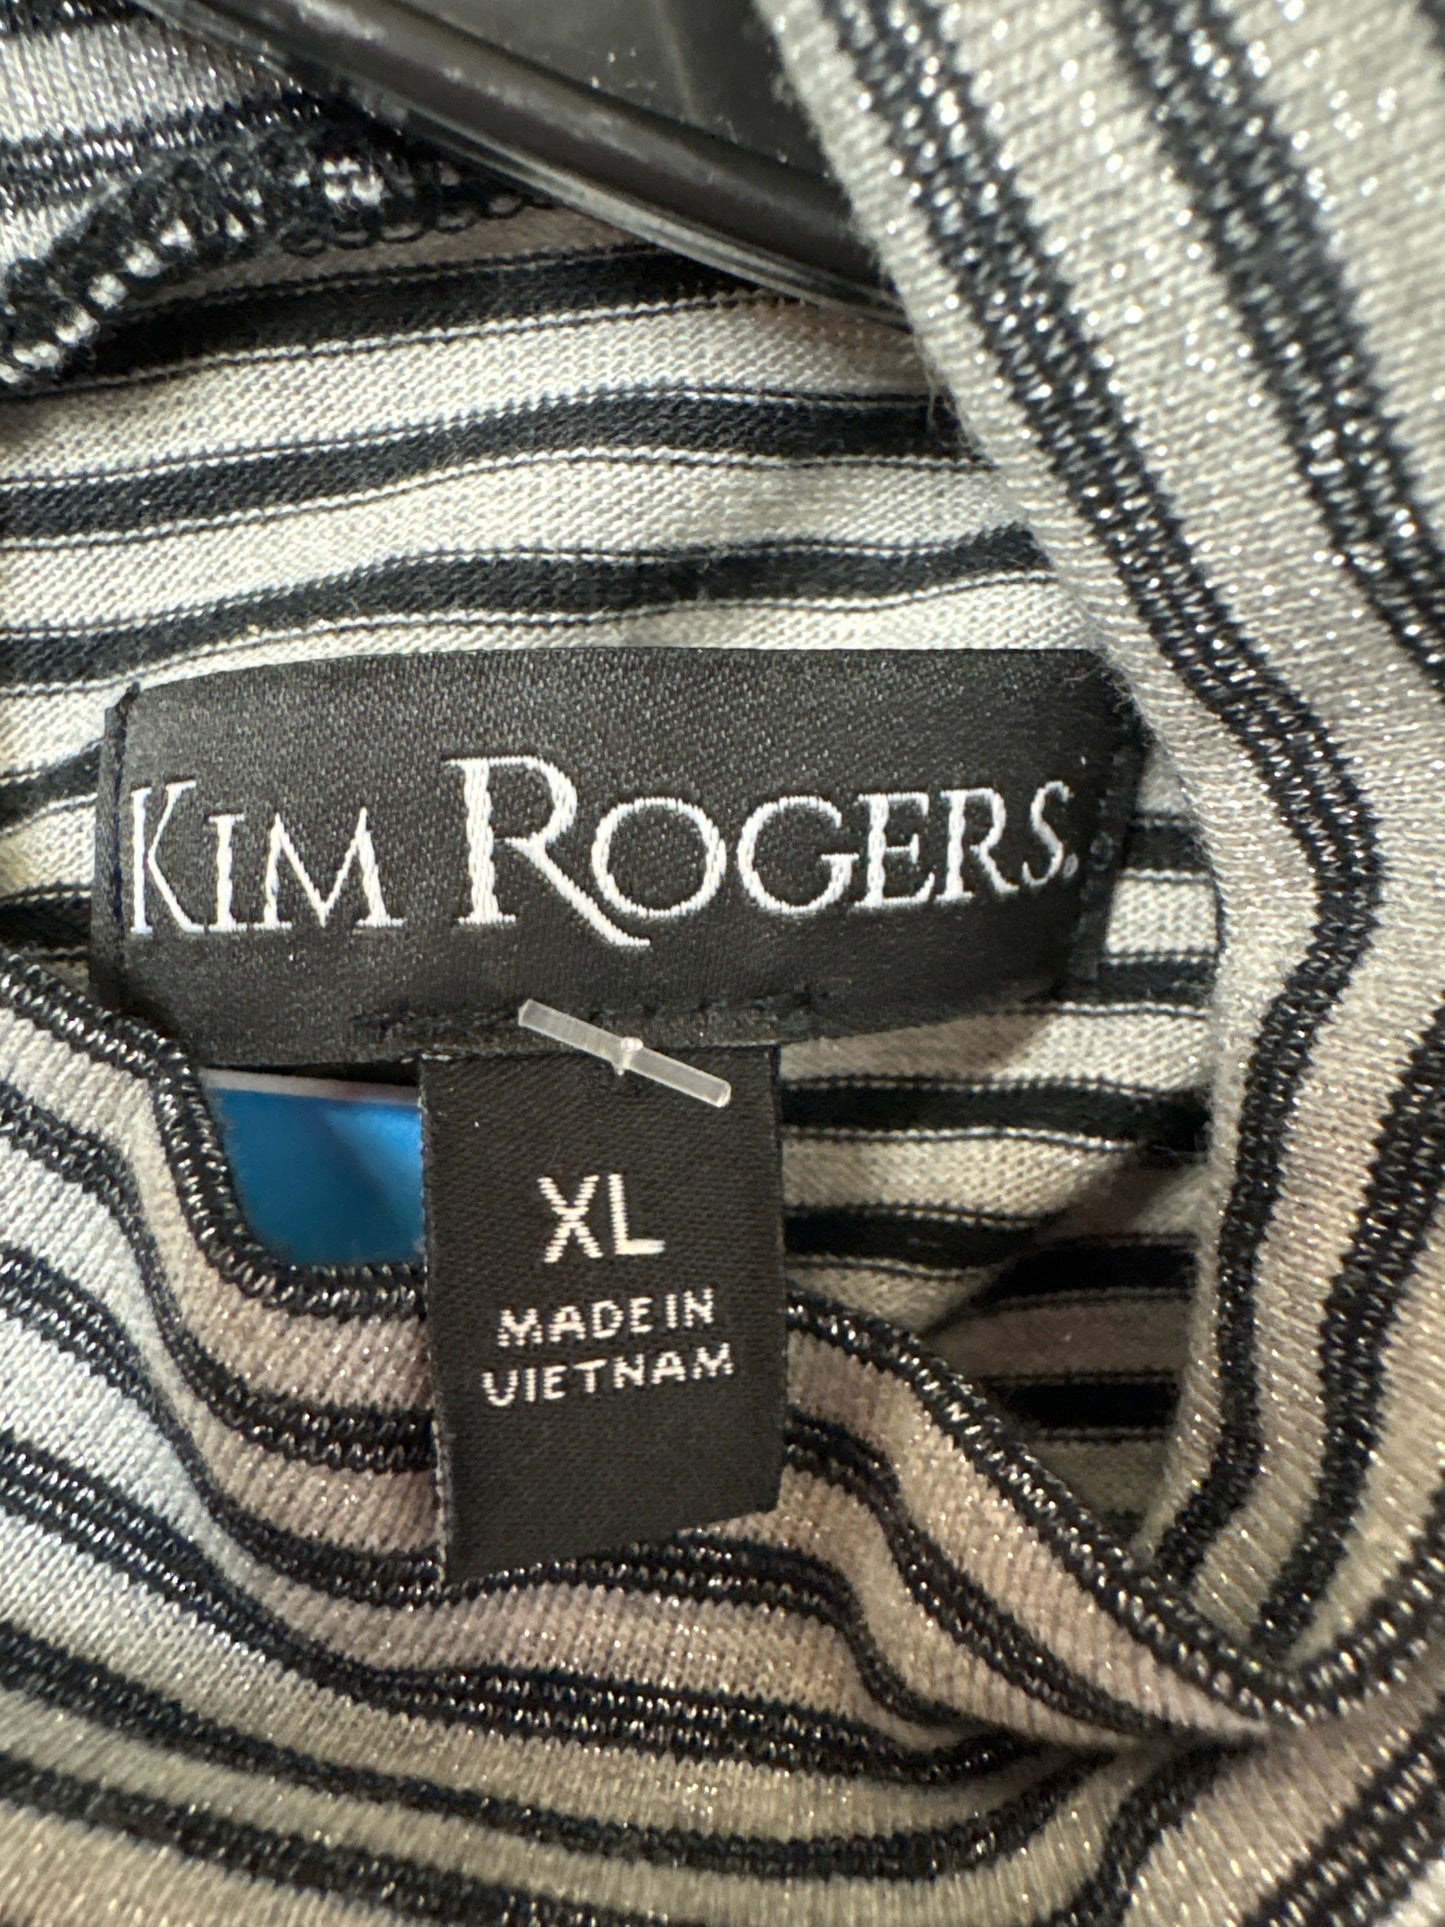 KIM ROGERS.
XL
MADE IN
VIETNAM